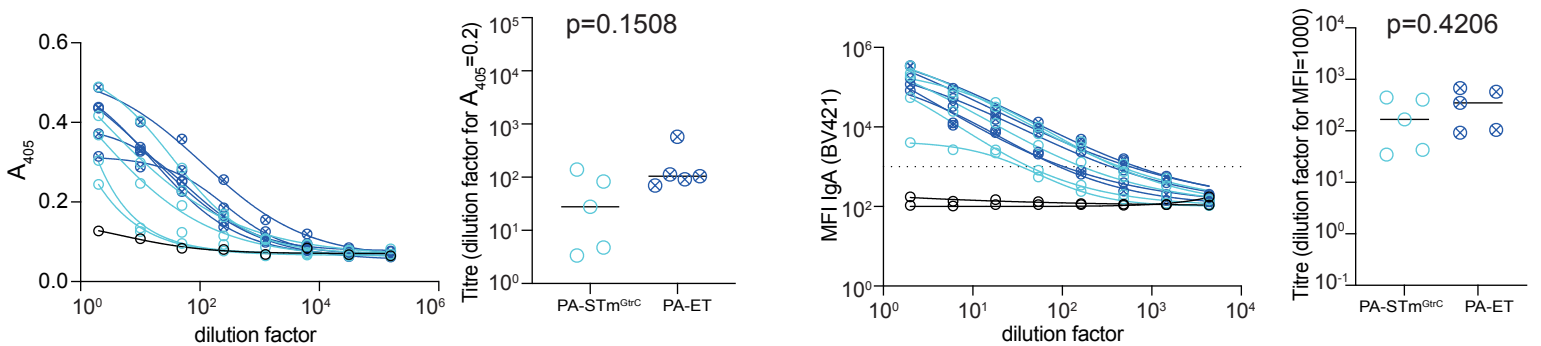 A405
0.6
0.4
0.2
0.0
10^0
10^2
10^4
10^6
dilution factor
p=0.1508
Titre (dilution factor for A405=0.2)
10^5
10^4
10^3
10^2
10^1
10^0
PA-STm^GtrC
PA-ET
MFI IgA (BV421)
10^6
10^4
10^2
10^0
10^0
10^1
10^2
10^3
10^4
dilution factor
p=0.4206
Titre (dilution factor for MFI=1000)
10^4
10^3
10^2
10^1
10^0
10^-1
PA-STm^GtrC
PA-ET